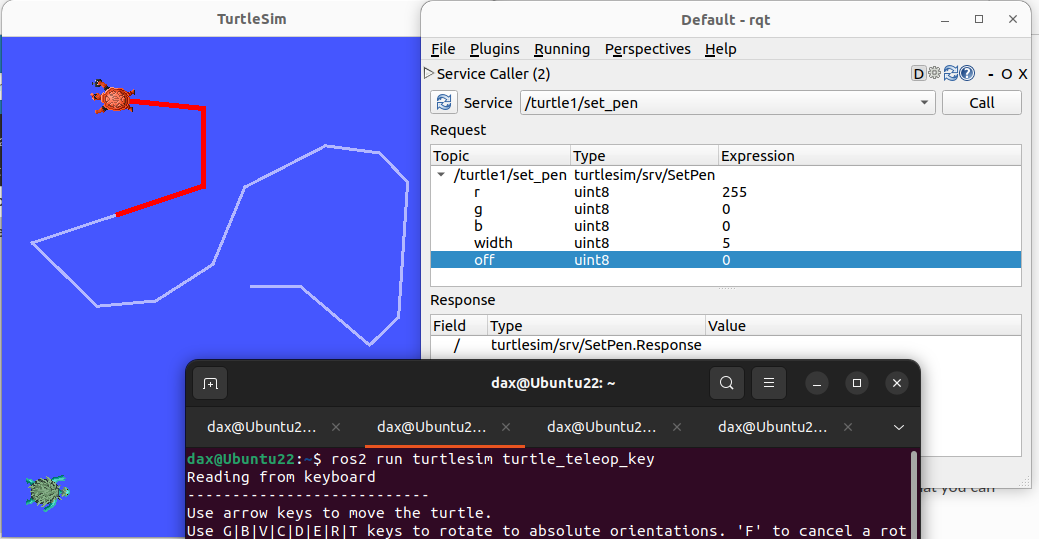 TurtleSim
Default - rqt
File Plugins Running Perspectives Help
Service Caller (2)
D
- O X
Service /turtle1/set_pen Call
Request
Topic Type Expression
/turtle1/set_pen turtlesim/srv/SetPen
r uint8 255
g uint8 0
b uint8 0
width uint8 5
off uint8 0
Response
Field Type Value
/ turtlesim/srv/SetPen.Response
dax@Ubuntu22: ~
dax@Ubuntu2... dax@Ubuntu2... dax@Ubuntu2... dax@Ubuntu2...
dax@Ubuntu22:~$ ros2 run turtlesim turtle_teleop_key
Reading from keyboard
---------------------------
Use arrow keys to move the turtle.
Use G|B|V|C|D|E|R|T keys to rotate to absolute orientations. 'F' to cancel a rot
you can